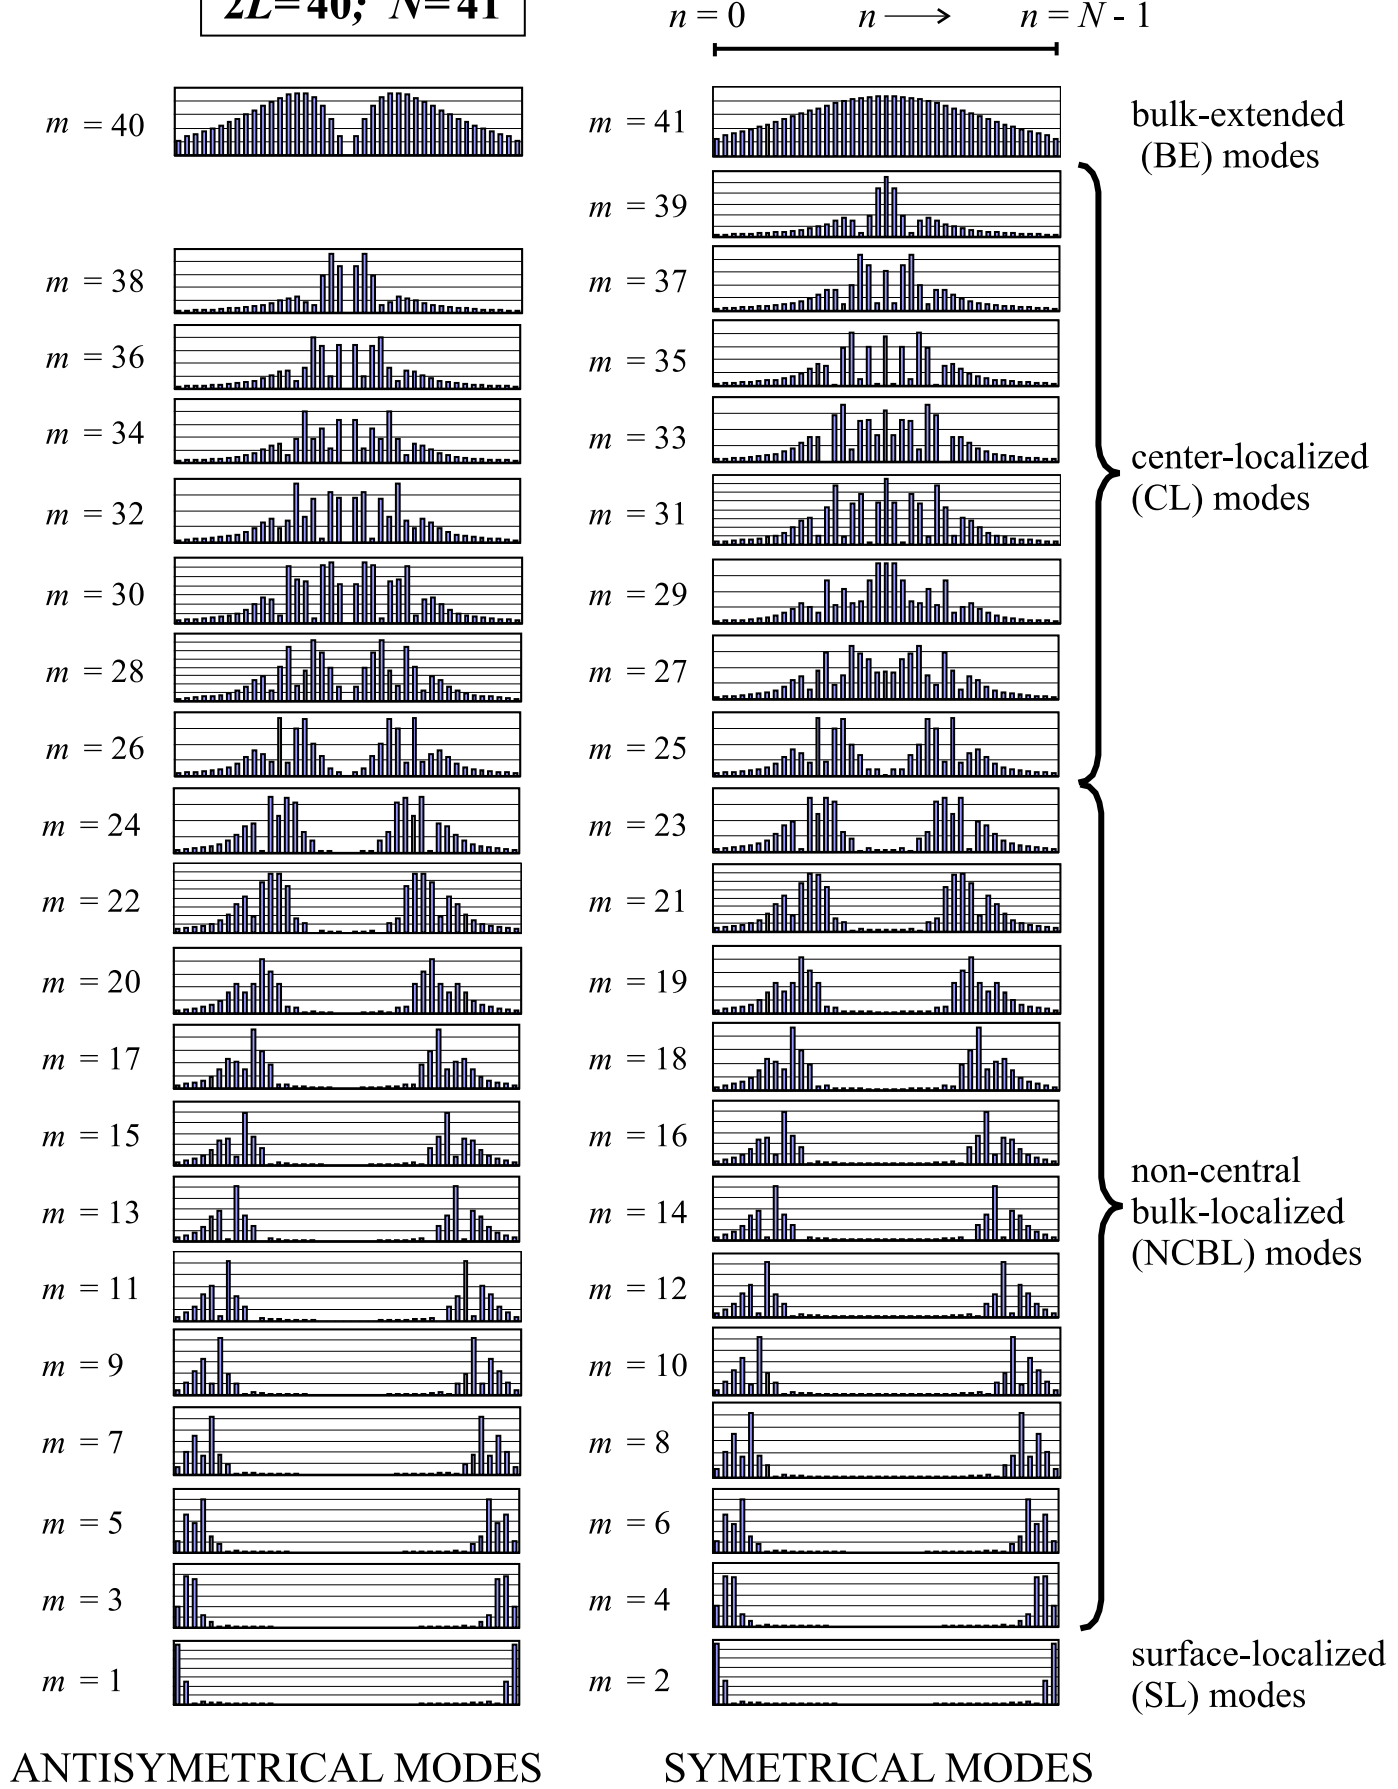 2L=40; N=41
n = 0 n → n = N - 1
m = 40
m = 41
bulk-extended
(BE) modes
m = 39
m = 38
m = 37
m = 36
m = 35
m = 34
m = 33
center-localized
(CL) modes
m = 32
m = 31
m = 30
m = 29
m = 28
m = 27
m = 26
m = 25
m = 24
m = 23
m = 22
m = 21
m = 20
m = 19
m = 17
m = 18
m = 15
m = 16
m = 13
m = 14
non-central
bulk-localized
(NCBL) modes
m = 11
m = 12
m = 9
m = 10
m = 7
m = 8
m = 5
m = 6
m = 3
m = 4
m = 1
m = 2
surface-localized
(SL) modes
ANTISYMETRICAL MODES
SYMETRICAL MODES